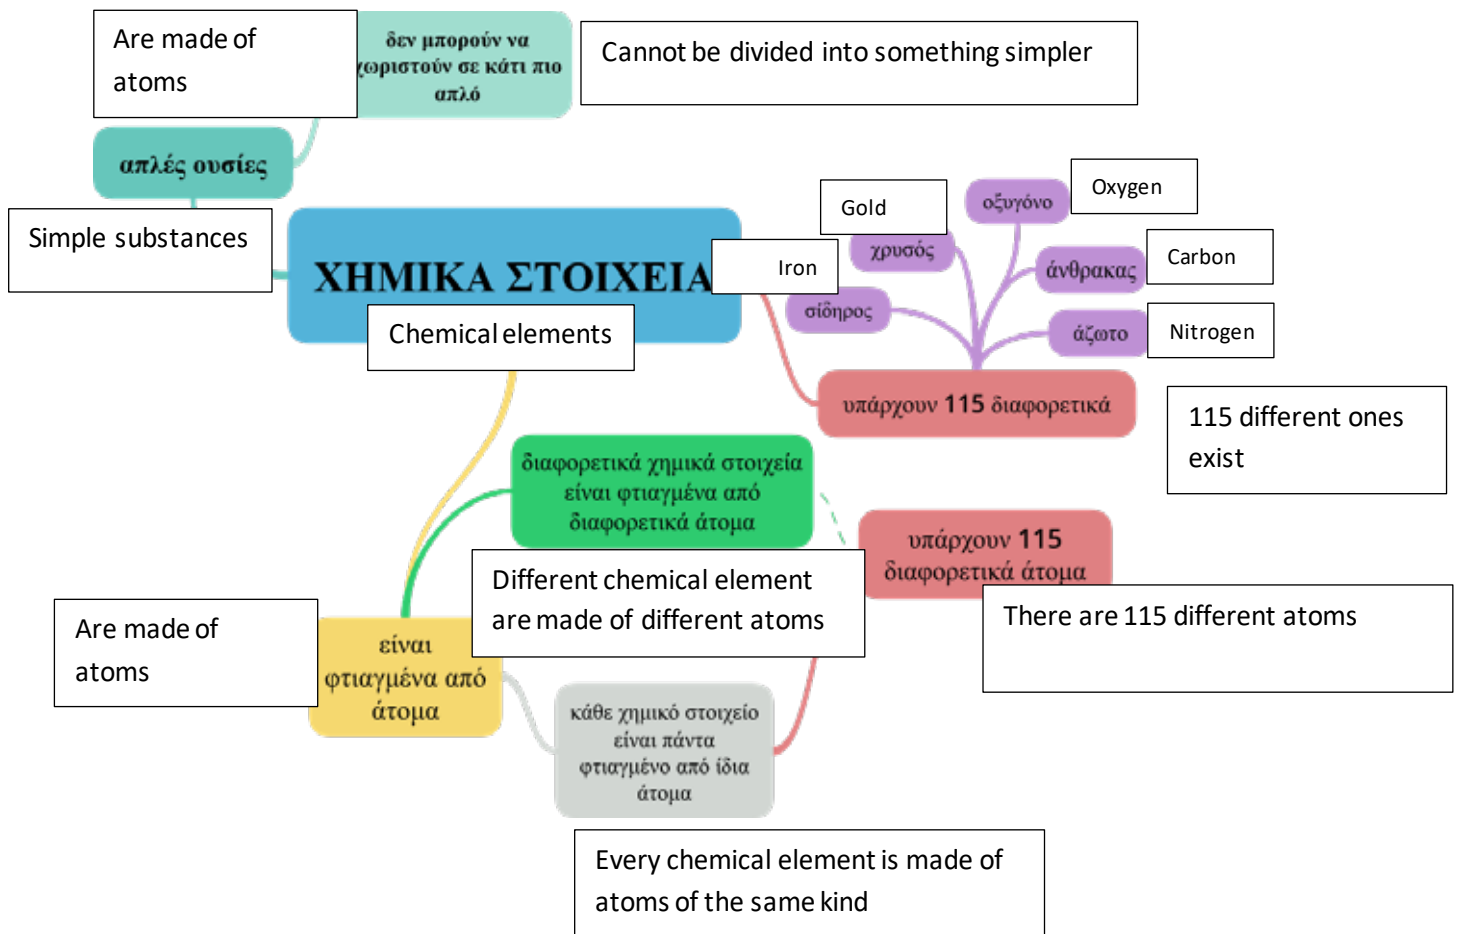 Are made of
atoms
δεν μπορούν να
χωριστούν σε κάτι πιο
απλό
Cannot be divided into something simpler
απλές ουσίες
Simple substances
ΧΗΜΙΚΑ ΣΤΟΙΧΕΙΑ
Chemical elements
Iron
Gold
Oxygen
οξυγόνο
χρυσός
Carbon
άνθρακας
σίδηρος
Nitrogen
άζωτο
υπάρχουν 115 διαφορετικά
115 different ones
exist
διαφορετικά χημικά στοιχεία
είναι φτιαγμένα από
διαφορετικά άτομα
Different chemical element
are made of different atoms
υπάρχουν 115
διαφορετικά άτομα
There are 115 different atoms
Are made of
atoms
είναι
φτιαγμένα από
άτομα
κάθε χημικό στοιχείο
είναι πάντα
φτιαγμένο από ίδια
άτομα
Every chemical element is made of
atoms of the same kind